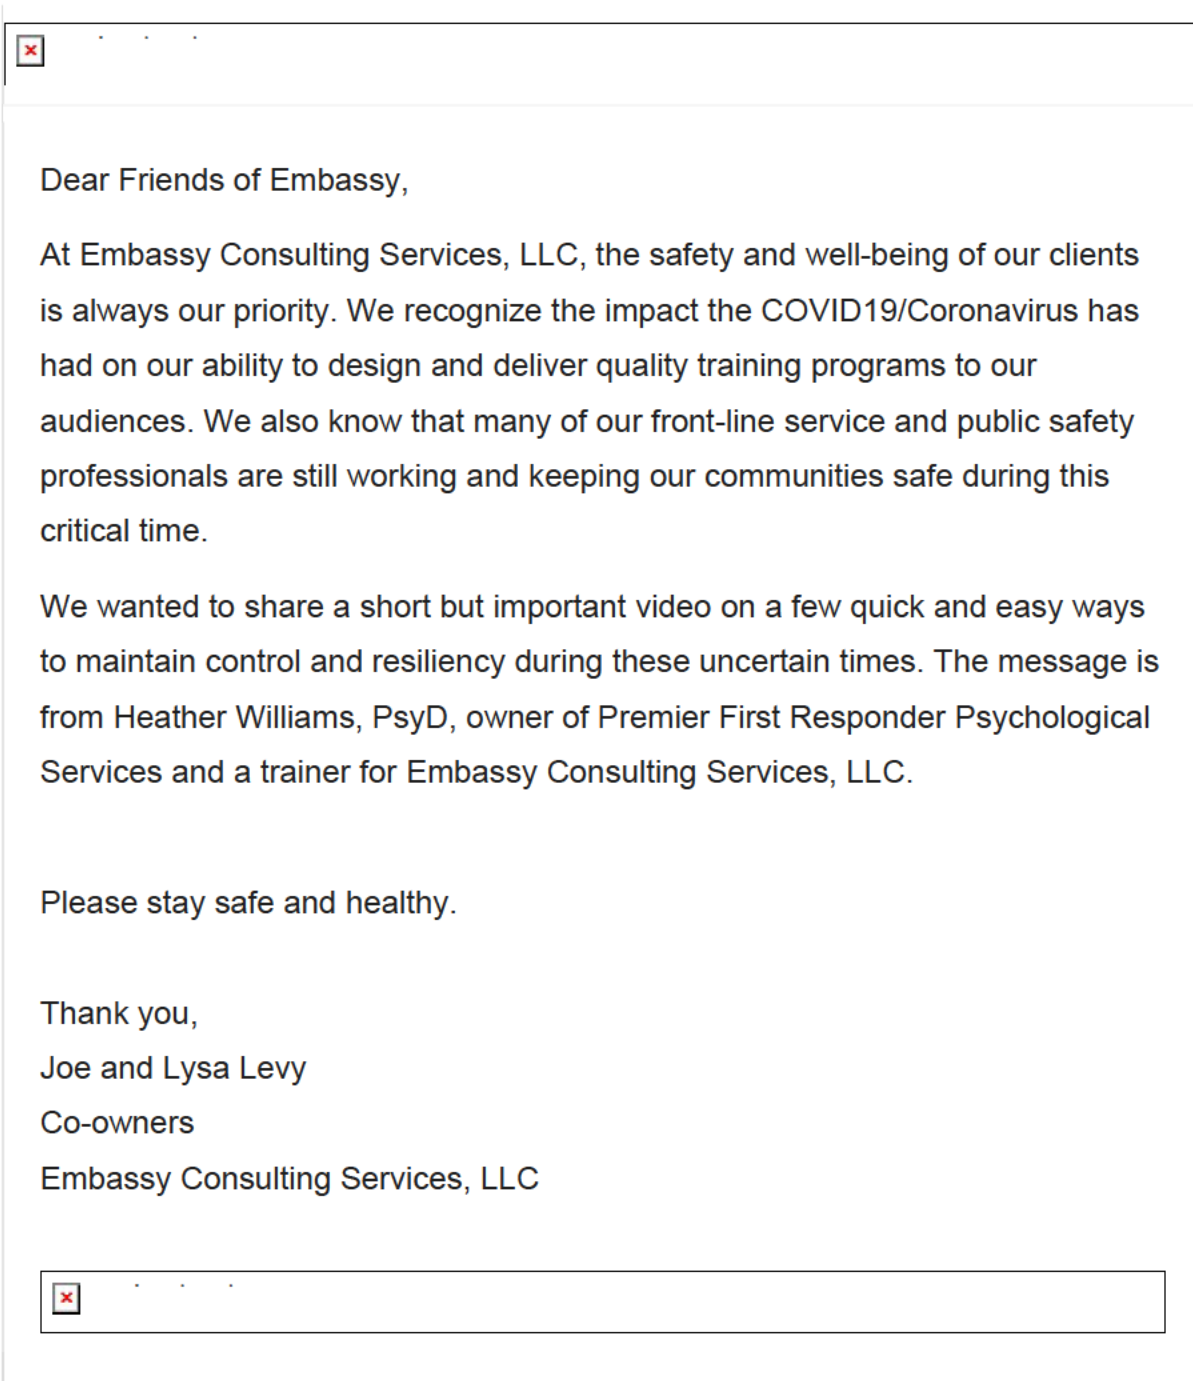 Dear Friends of Embassy,
At Embassy Consulting Services, LLC, the safety and well-being of our clients
is always our priority. We recognize the impact the COVID19/Coronavirus has
had on our ability to design and deliver quality training programs to our
audiences. We also know that many of our front-line service and public safety
professionals are still working and keeping our communities safe during this
critical time.
We wanted to share a short but important video on a few quick and easy ways
to maintain control and resiliency during these uncertain times. The message is
from Heather Williams, PsyD, owner of Premier First Responder Psychological
Services and a trainer for Embassy Consulting Services, LLC.
Please stay safe and healthy.
Thank you,
Joe and Lysa Levy
Co-owners
Embassy Consulting Services, LLC